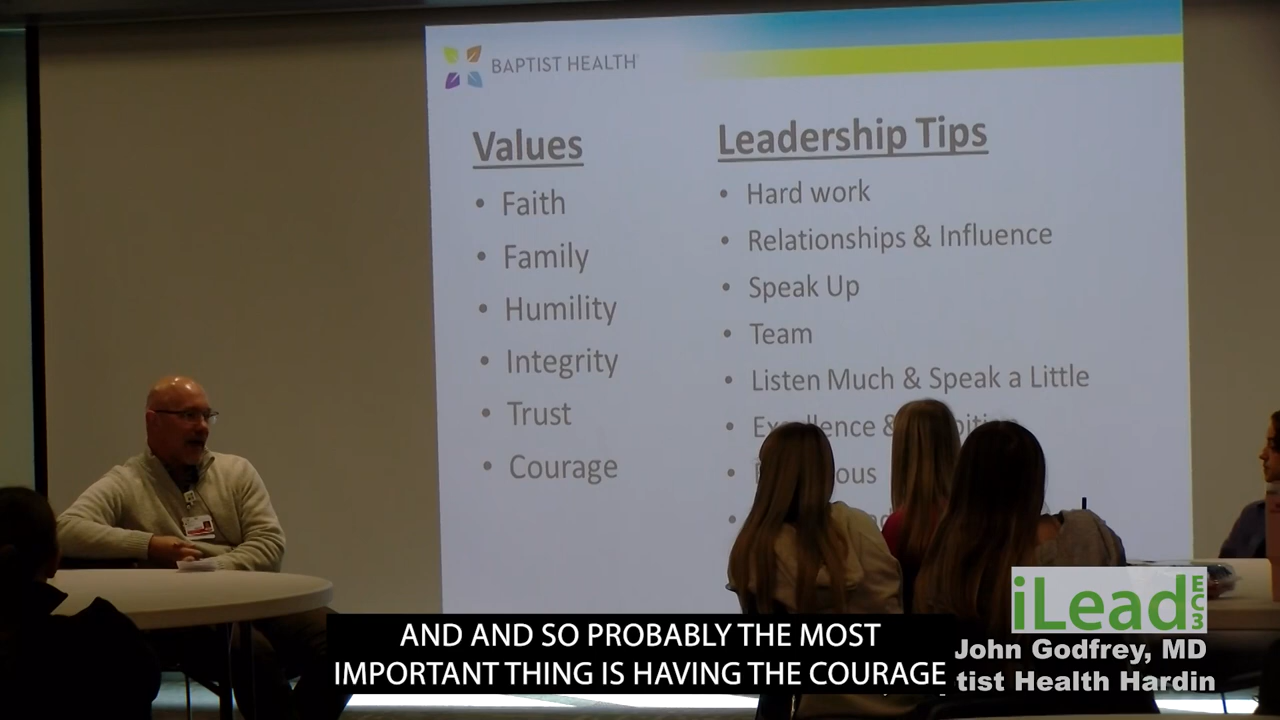 BAPTIST HEALTH
Values
• Faith
• Family
• Humility
• Integrity
• Trust
• Courage
Leadership Tips
• Hard work
• Relationships & Influence
• Speak Up
• Team
• Listen Much & Speak a Little
iLead
EC3
AND AND SO PROBABLY THE MOST
IMPORTANT THING IS HAVING THE COURAGE
John Godfrey, MD
tist Health Hardin